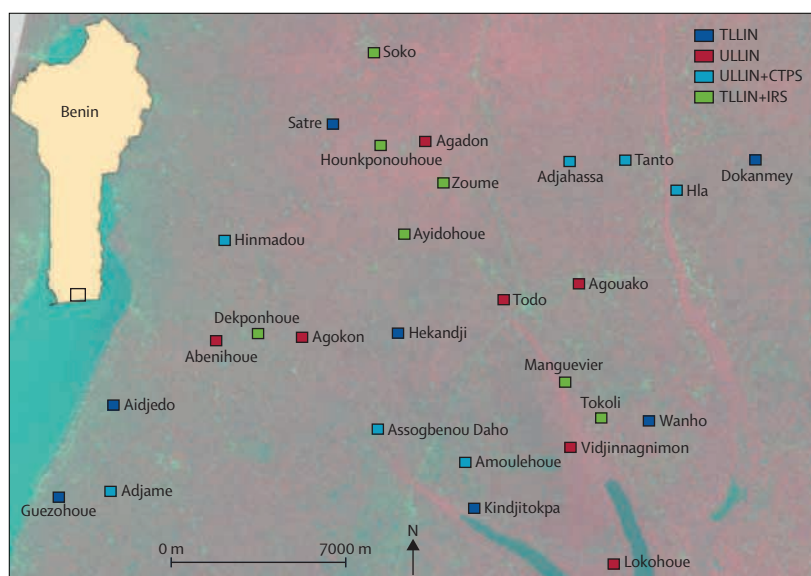 Benin
Soko
TLLIN
ULLIN
ULLIN+CTPS
TLLIN+IRS
Satre
Agadon
Hounkponouhoue
Zoume
Adjahassa
Tanto
Dokanmey
Hla
Hinmadou
Ayidohoue
Agouako
Todo
Dekponhoue
Abenihoue
Agokon
Hekandji
Manguevier
Tokoli
Wanho
Aidjedo
Assogbenou Daho
Vidjinnagnimon
Amoulehoue
Adjame
Guezohoue
Kindjitokpa
N
0 m
7000 m
Lokohoue